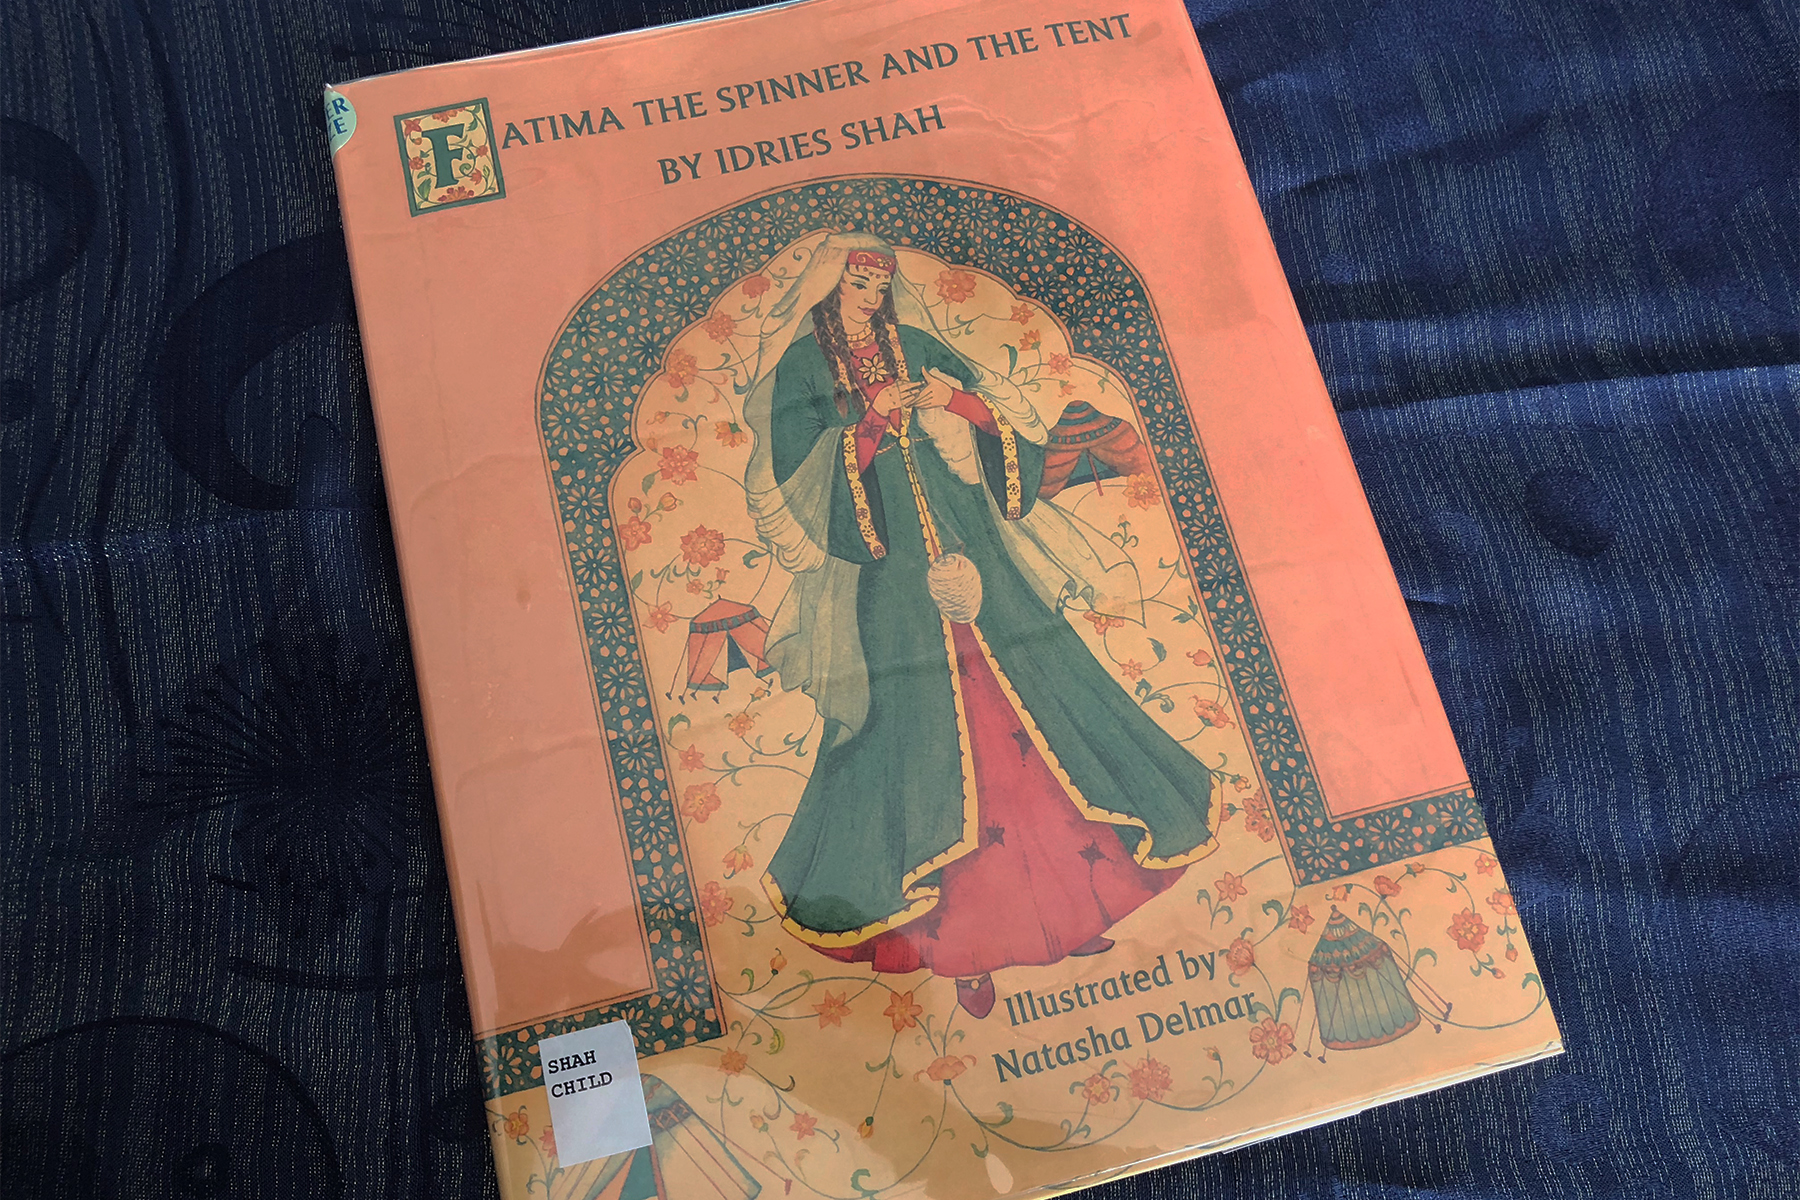 FATIMA THE SPINNER AND THE TENT
BY IDRIES SHAH
Illustrated by
Natasha Delmar
SHAH
CHILD